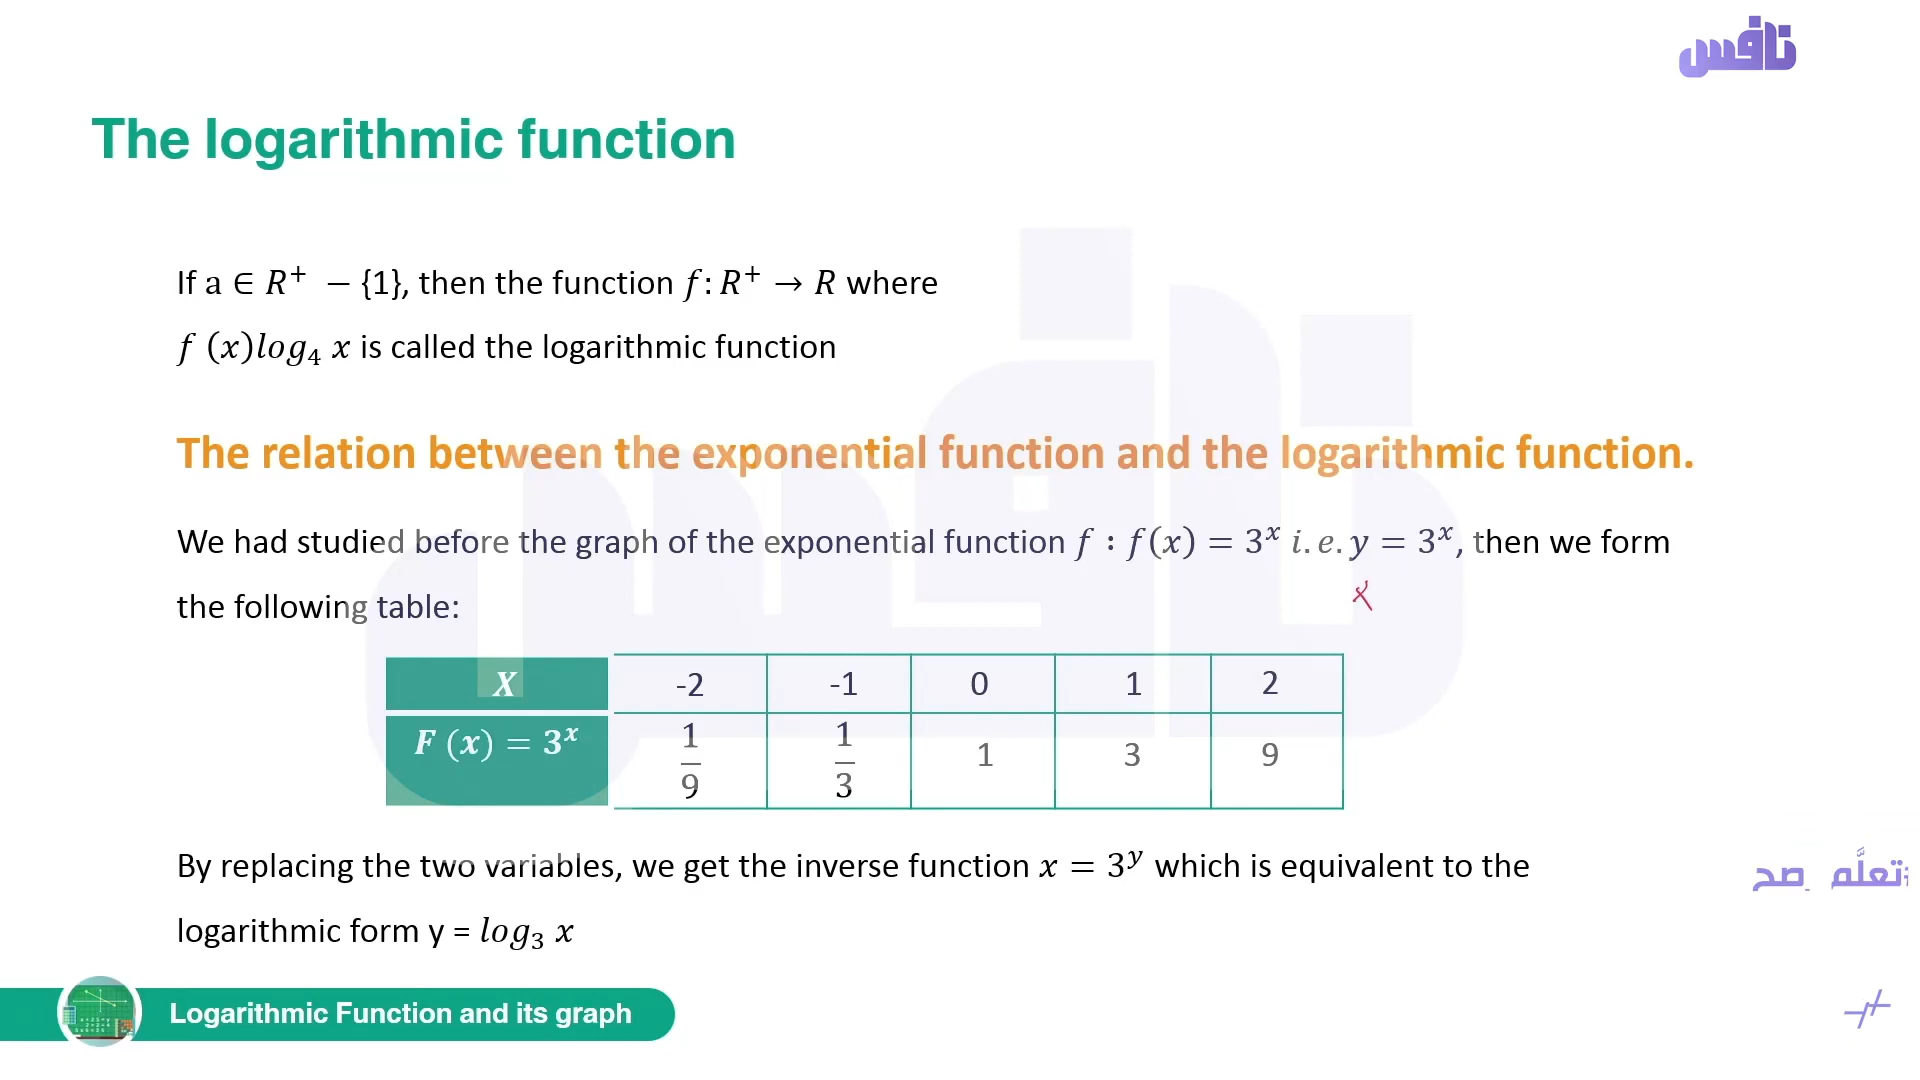 نافس
The logarithmic function
If a ∈ R⁺ − {1}, then the function f: R⁺ → R where
f (x)log₄ x is called the logarithmic function
The relation between the exponential function and the logarithmic function.
We had studied before the graph of the exponential function f : f(x) = 3ˣ i.e. y = 3ˣ, then we form
x
the following table:
X -2 -1 0 1 2
F (x) = 3ˣ 1/9 1/3 1 3 9
By replacing the two variables, we get the inverse function x = 3ʸ which is equivalent to the
logarithmic form y = log₃ x
تعلَّم صح
Logarithmic Function and its graph